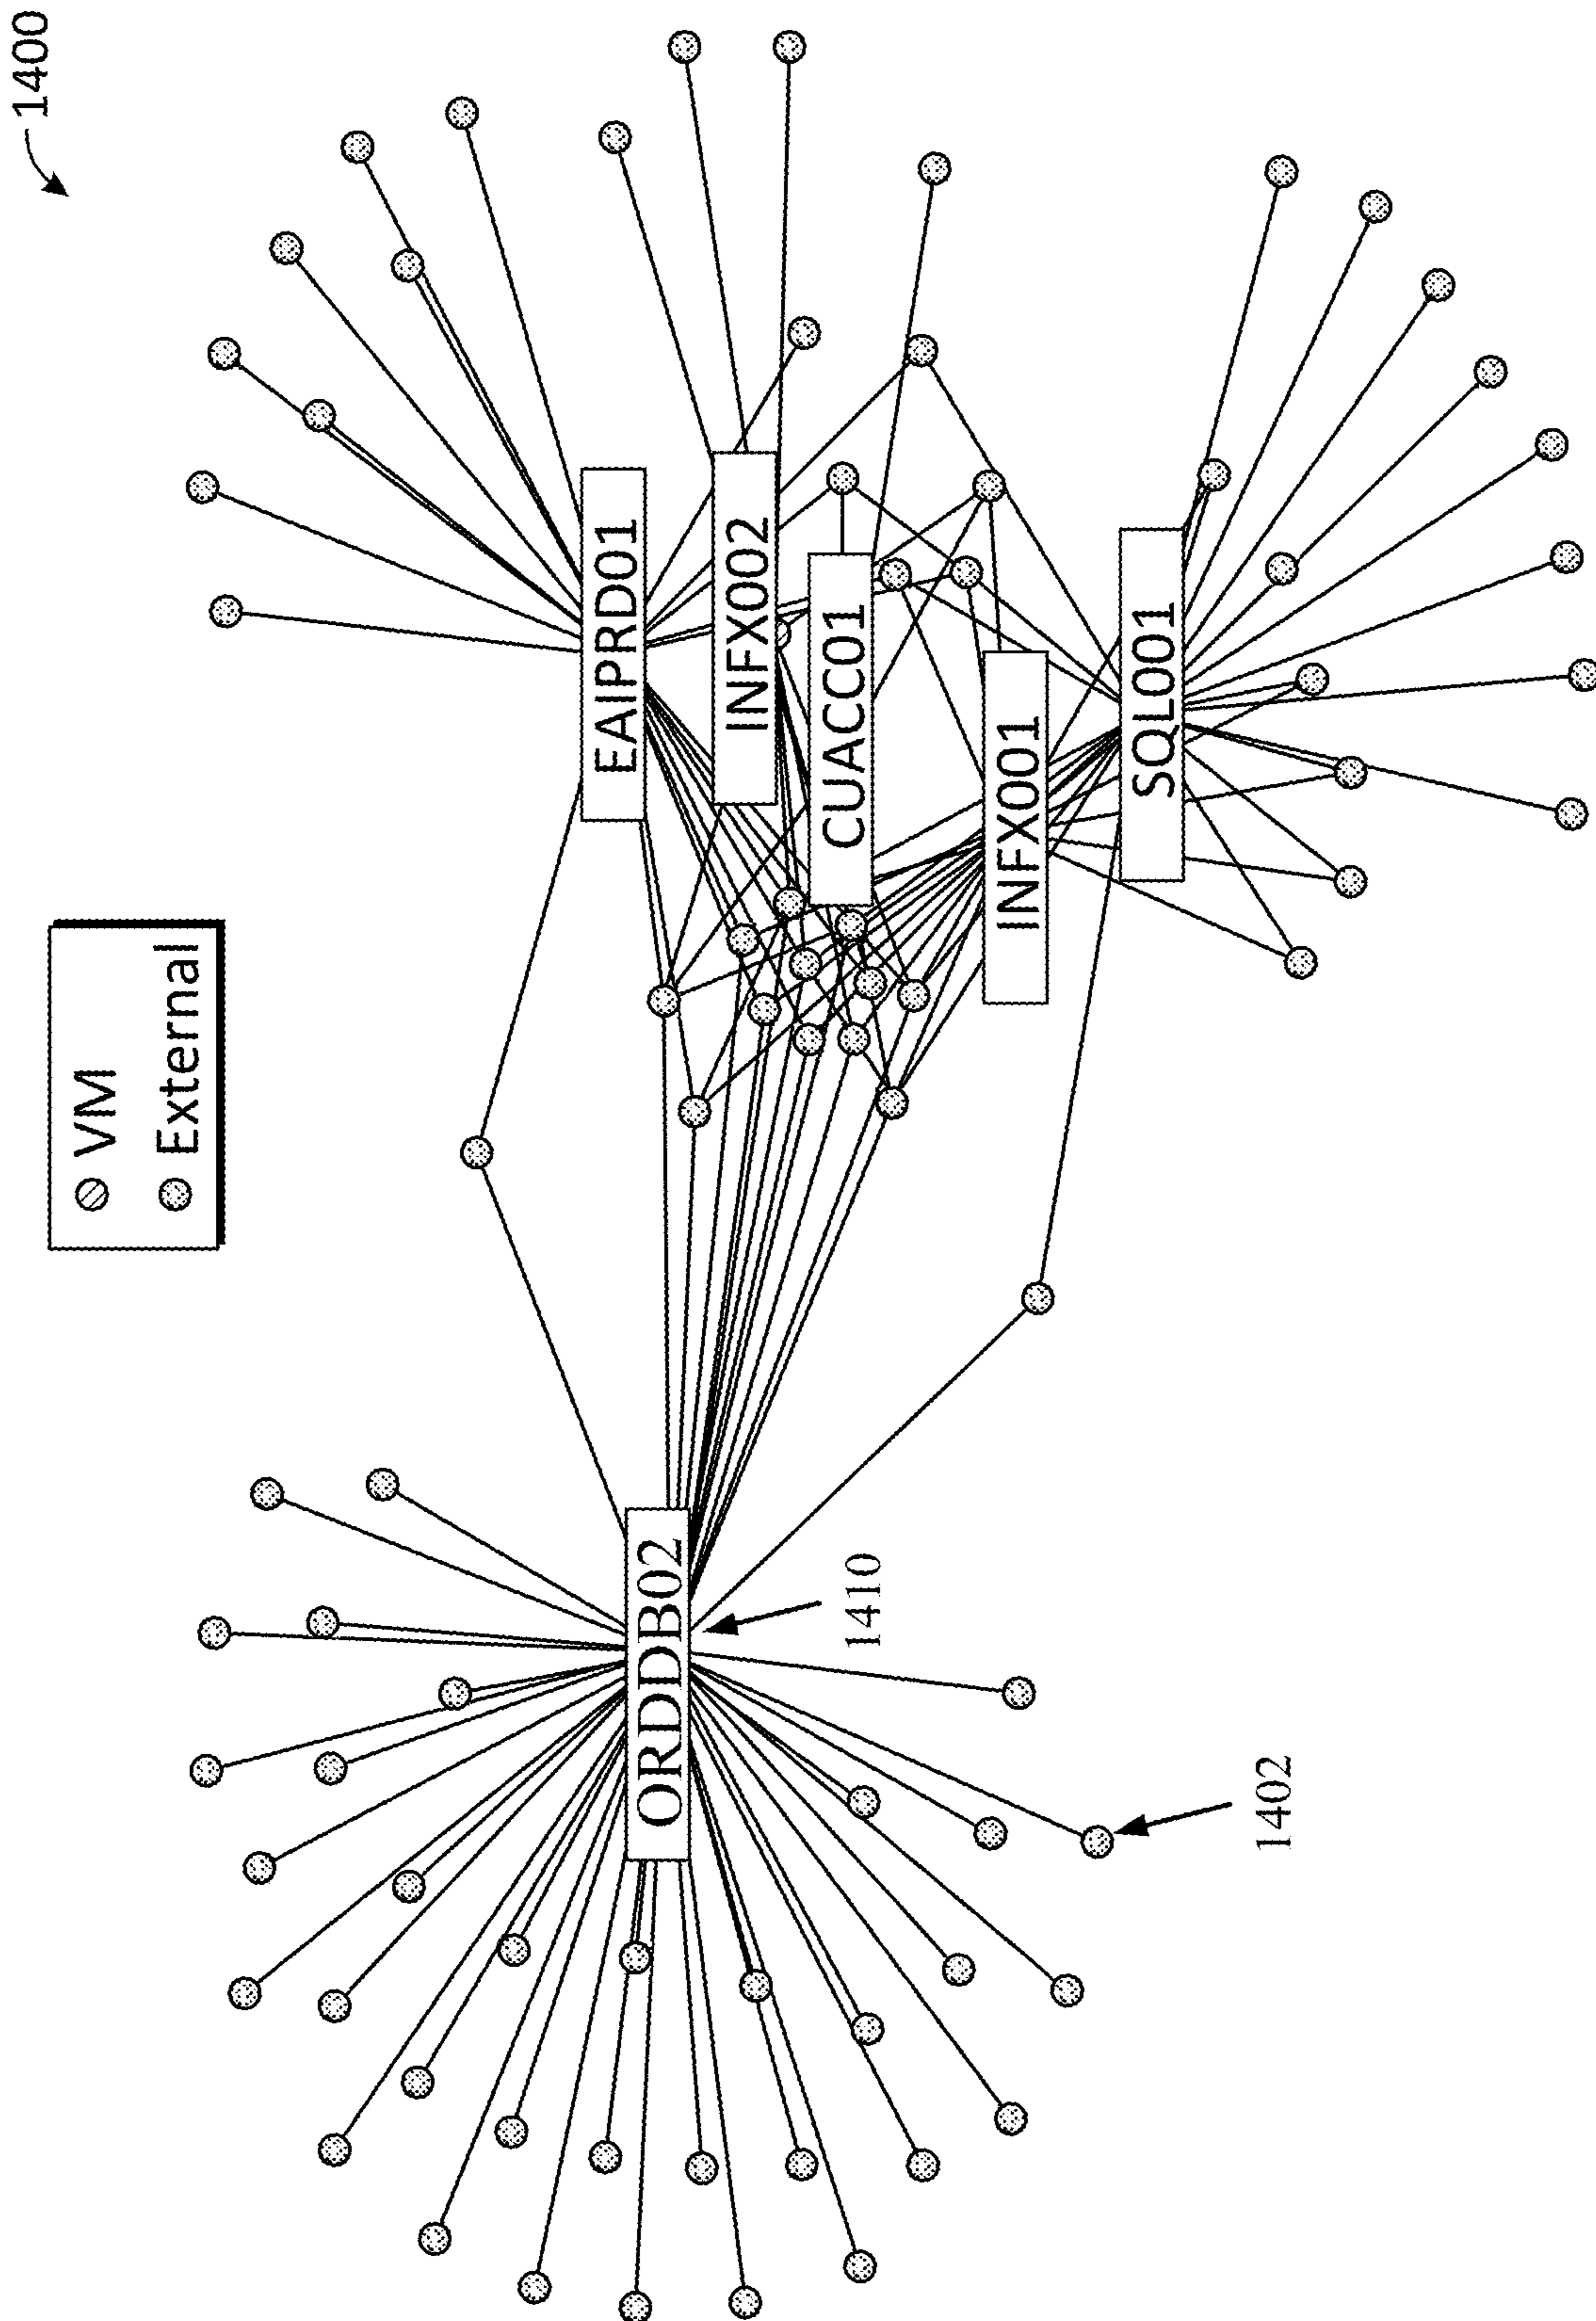 1400
VM
External
EAIPRD01
INFX002
CUACC01
INFX001
SQL001
ORDDB02
1410
1402